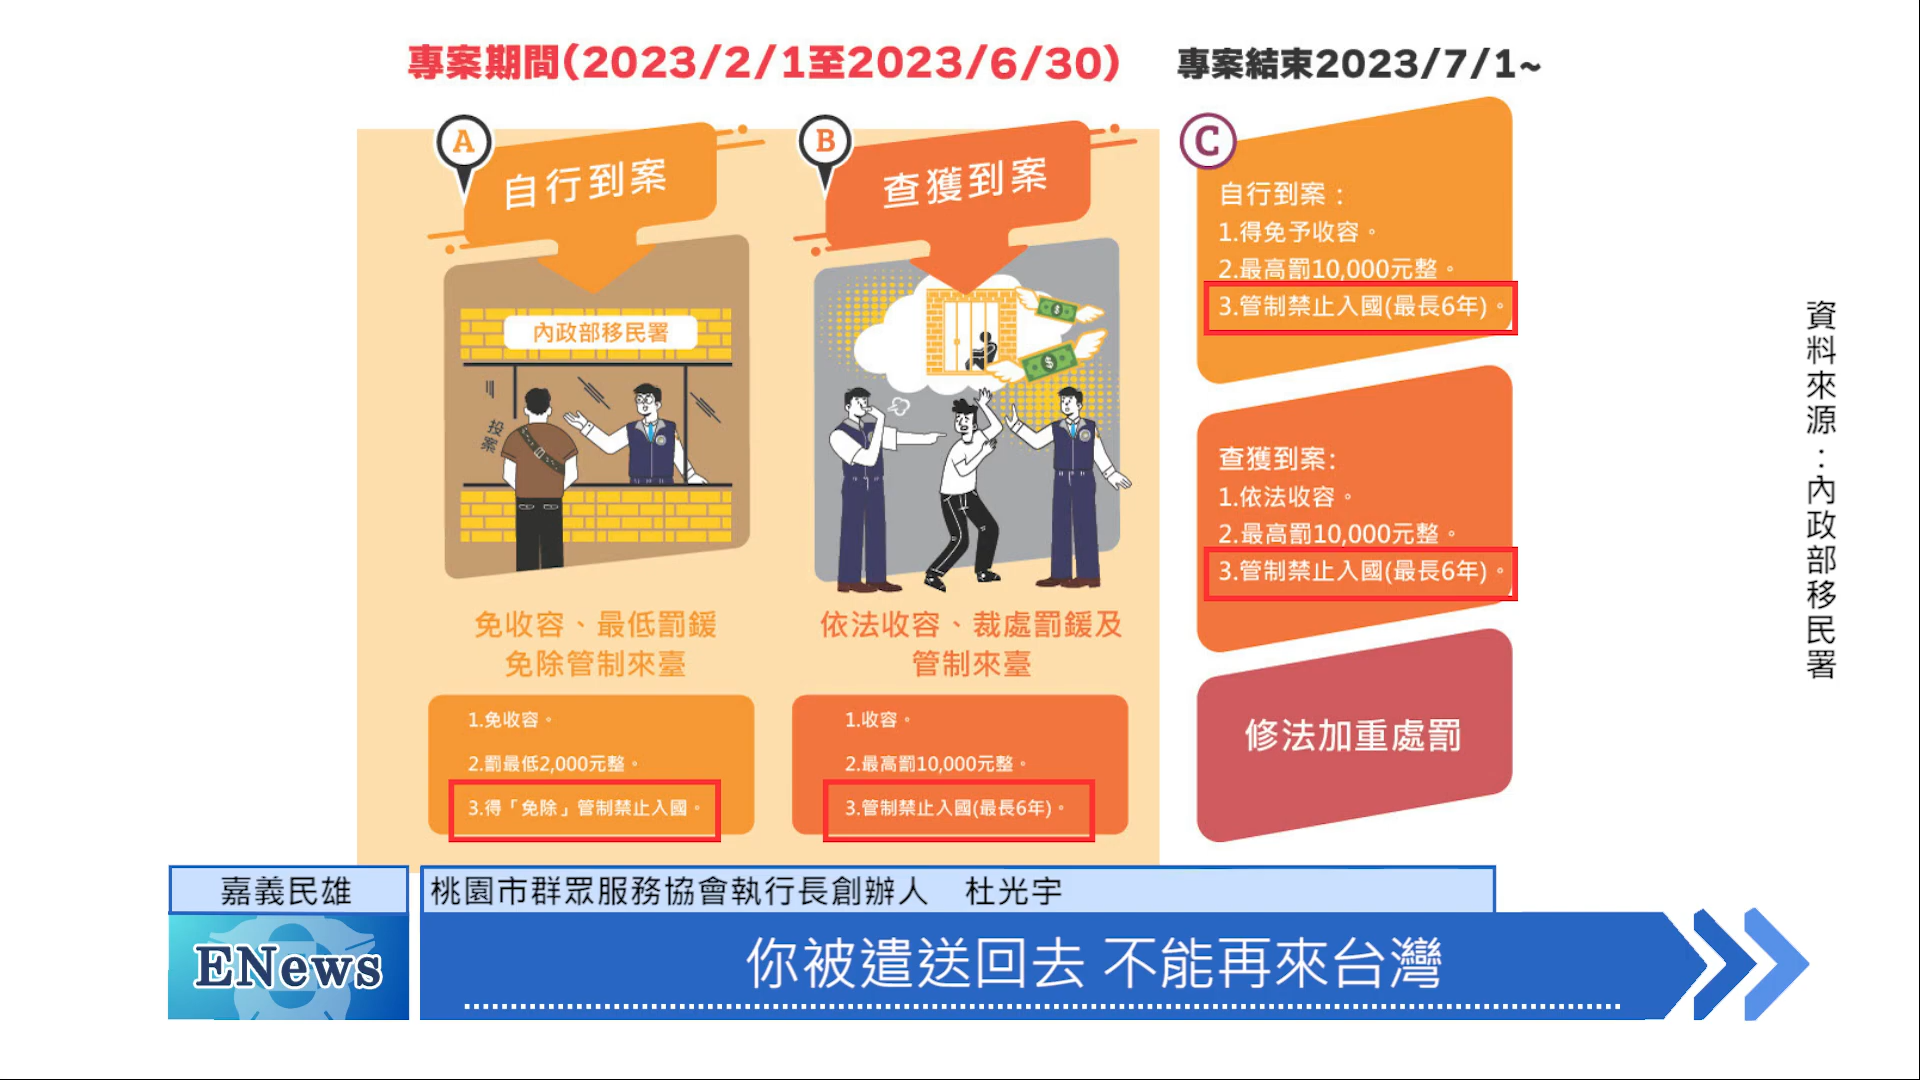 專案期間(2023/2/1至2023/6/30)
專案結束2023/7/1~
A
自行到案
內政部移民署
投案
免收容、最低罰鍰
免除管制來臺
1.免收容。
2.罰最低2,000元整。
3.得「免除」管制禁止入國。
B
查獲到案
依法收容、裁處罰鍰及
管制來臺
1.收容。
2.最高罰10,000元整。
3.管制禁止入國(最長6年)。
C
自行到案：
1.得免予收容。
2.最高罰10,000元整。
3.管制禁止入國(最長6年)。
查獲到案:
1.依法收容。
2.最高罰10,000元整。
3.管制禁止入國(最長6年)。
修法加重處罰
資料來源：內政部移民署
嘉義民雄
桃園市群眾服務協會執行長創辦人　杜光宇
ENews
你被遣送回去 不能再來台灣